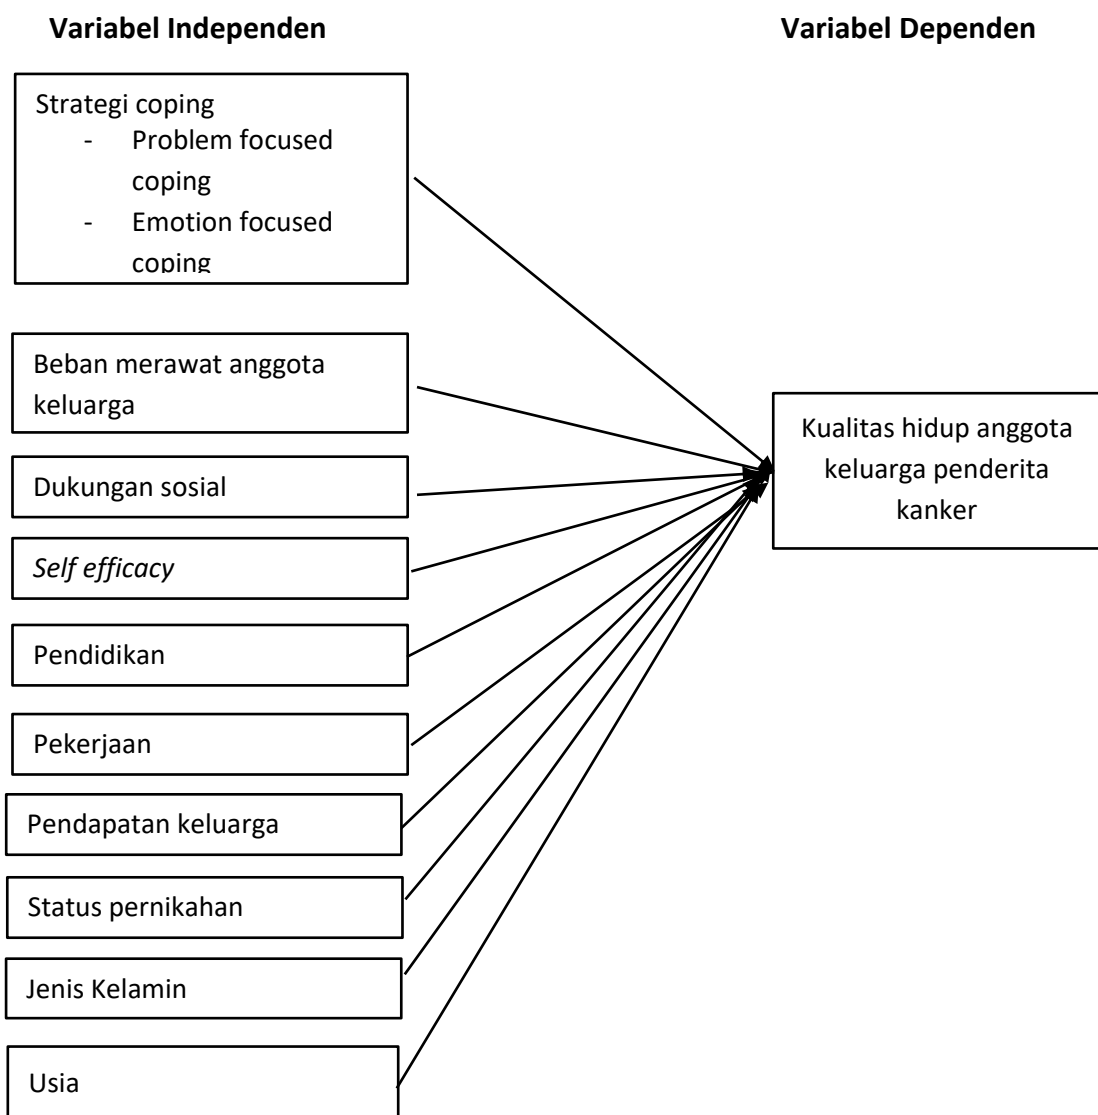 Variabel Independen
Variabel Dependen
Strategi coping
- Problem focused
coping
- Emotion focused
coping
Beban merawat anggota
keluarga
Kualitas hidup anggota
keluarga penderita
kanker
Dukungan sosial
Self efficacy
Pendidikan
Pekerjaan
Pendapatan keluarga
Status pernikahan
Jenis Kelamin
Usia